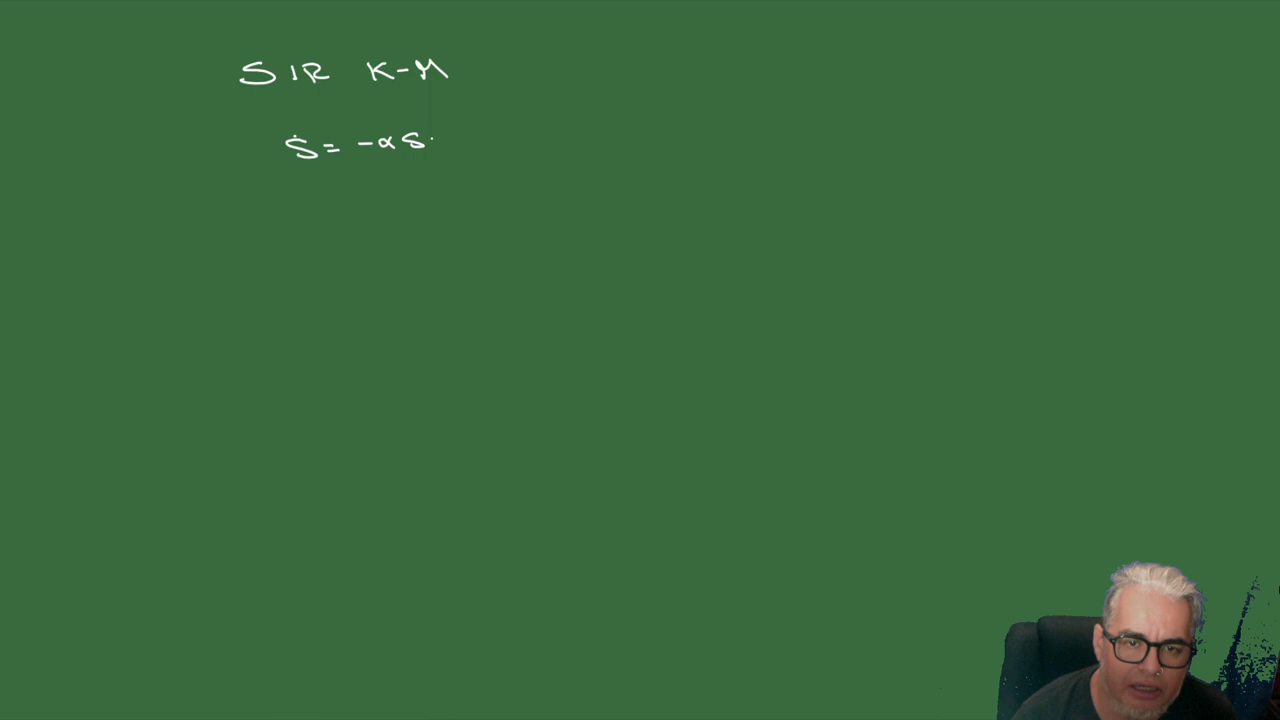 SIR K-M
Ṡ = -αS